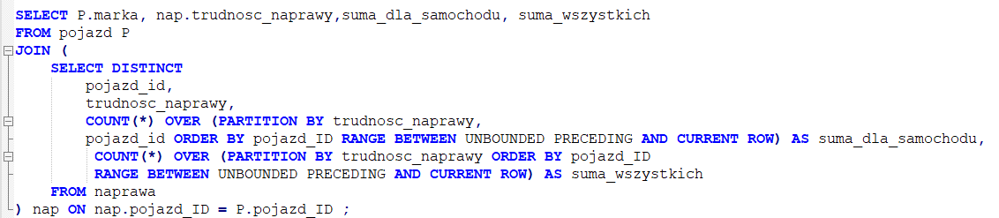 SELECT P.marka, nap.trudnosc_naprawy,suma_dla_samochodu, suma_wszystkich
FROM pojazd P
JOIN (
SELECT DISTINCT
pojazd_id,
trudnosc_naprawy,
COUNT(*) OVER (PARTITION BY trudnosc_naprawy,
pojazd_id ORDER BY pojazd_ID RANGE BETWEEN UNBOUNDED PRECEDING AND CURRENT ROW) AS suma_dla_samochodu,
COUNT(*) OVER (PARTITION BY trudnosc_naprawy ORDER BY pojazd_ID
RANGE BETWEEN UNBOUNDED PRECEDING AND CURRENT ROW) AS suma_wszystkich
FROM naprawa
) nap ON nap.pojazd_ID = P.pojazd_ID ;